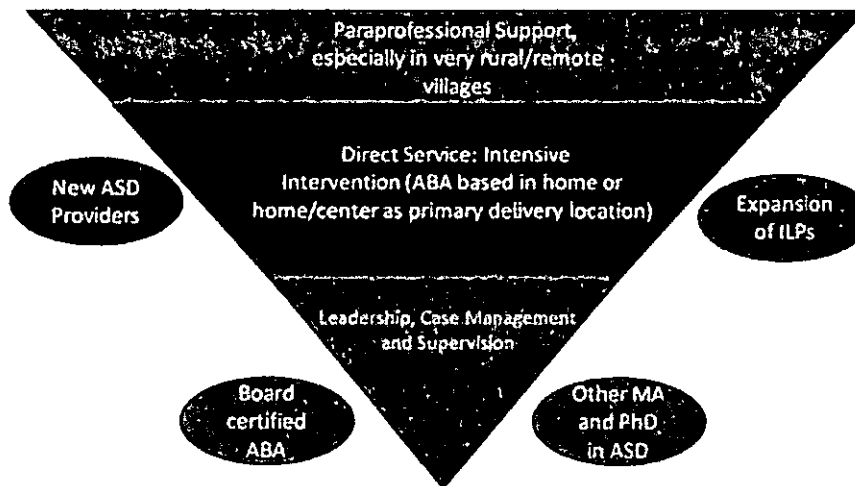 Paraprofessional Support,
especially in very rural/remote
villages
Direct Service: Intensive
Intervention (ABA based in home or
home/center as primary delivery location)
New ASD
Providers
Expansion
of ILPs
Leadership, Case Management
and Supervision
Board
certified
ABA
Other MA
and PhD
in ASD